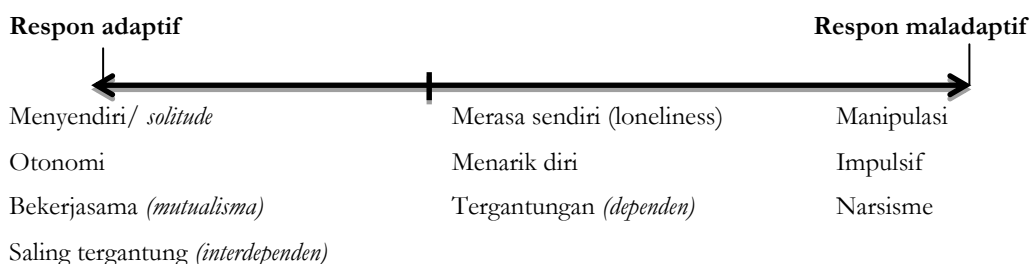 Respon adaptif Respon maladaptif
Menyendiri/ solitude Merasa sendiri (loneliness) Manipulasi
Otonomi Menarik diri Impulsif
Bekerjasama (mutualisma) Tergantungan (dependen) Narsisme
Saling tergantung (interdependen)